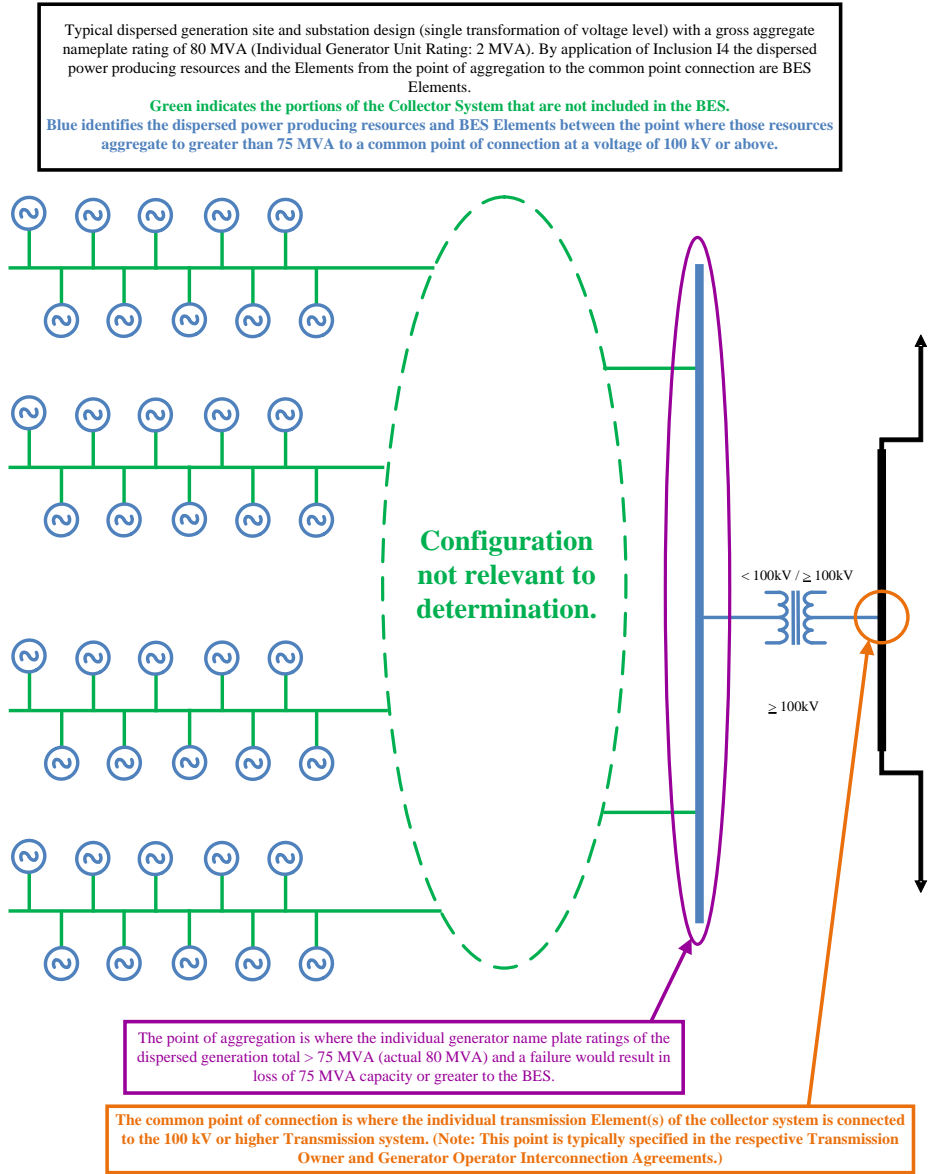 Typical dispersed generation site and substation design (single transformation of voltage level) with a gross aggregate
nameplate rating of 80 MVA (Individual Generator Unit Rating: 2 MVA). By application of Inclusion I4 the dispersed
power producing resources and the Elements from the point of aggregation to the common point connection are BES
Elements.
Green indicates the portions of the Collector System that are not included in the BES.
Blue identifies the dispersed power producing resources and BES Elements between the point where those resources
aggregate to greater than 75 MVA to a common point of connection at a voltage of 100 kV or above.
Configuration
not relevant to
determination.
< 100kV / ≥ 100kV
≥ 100kV
The point of aggregation is where the individual generator name plate ratings of the
dispersed generation total > 75 MVA (actual 80 MVA) and a failure would result in
loss of 75 MVA capacity or greater to the BES.
The common point of connection is where the individual transmission Element(s) of the collector system is connected
to the 100 kV or higher Transmission system. (Note: This point is typically specified in the respective Transmission
Owner and Generator Operator Interconnection Agreements.)